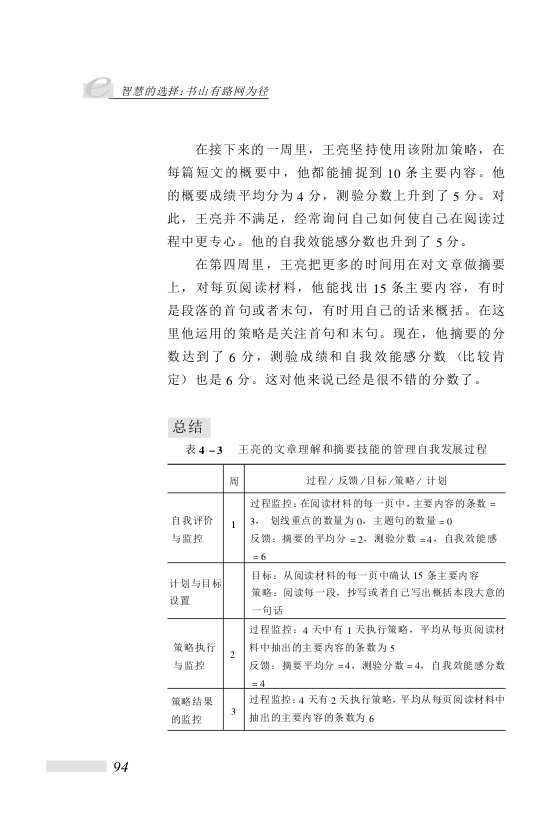 e
智慧的选择：书山有路网为径
在接下来的一周里，王亮坚持使用该附加策略，在
每篇短文的概要中，他都能捕捉到 10 条主要内容。他
的概要成绩平均分为 4 分，测验分数上升到了 5 分。对
此，王亮并不满足，经常询问自己如何使自己在阅读过
程中更专心。他的自我效能感分数也升到了 5 分。
在第四周里，王亮把更多的时间用在对文章做摘要
上，对每页阅读材料，他能找出 15 条主要内容，有时
是段落的首句或者末句，有时用自己的话来概括。在这
里他运用的策略是关注首句和末句。现在，他摘要的分
数达到了 6 分，测验成绩和自我效能感分数（比较肯
定）也是 6 分。这对他来说已经是很不错的分数了。
总结
表 4－3 王亮的文章理解和摘要技能的管理自我发展过程
周 过程/ 反馈/目标/策略/ 计划
自我评价
与监控
1
过程监控：在阅读材料的每一页中，主要内容的条数 =
3， 划线重点的数量为 0，主题句的数量 = 0
反馈：摘要的平均分 = 2，测验分数 = 4，自我效能感
= 6
计划与目标
设置
目标：从阅读材料的每一页中确认 15 条主要内容
策略：阅读每一段，抄写或者自己写出概括本段大意的
一句话
策略执行
与监控
2
过程监控：4 天中有 1 天执行策略，平均从每页阅读材
料中抽出的主要内容的条数为 5
反馈：摘要平均分 = 4，测验分数 = 4，自我效能感分数
= 4
策略结果
的监控
3
过程监控：4 天有 2 天执行策略，平均从每页阅读材料中
抽出的主要内容的条数为 6
94